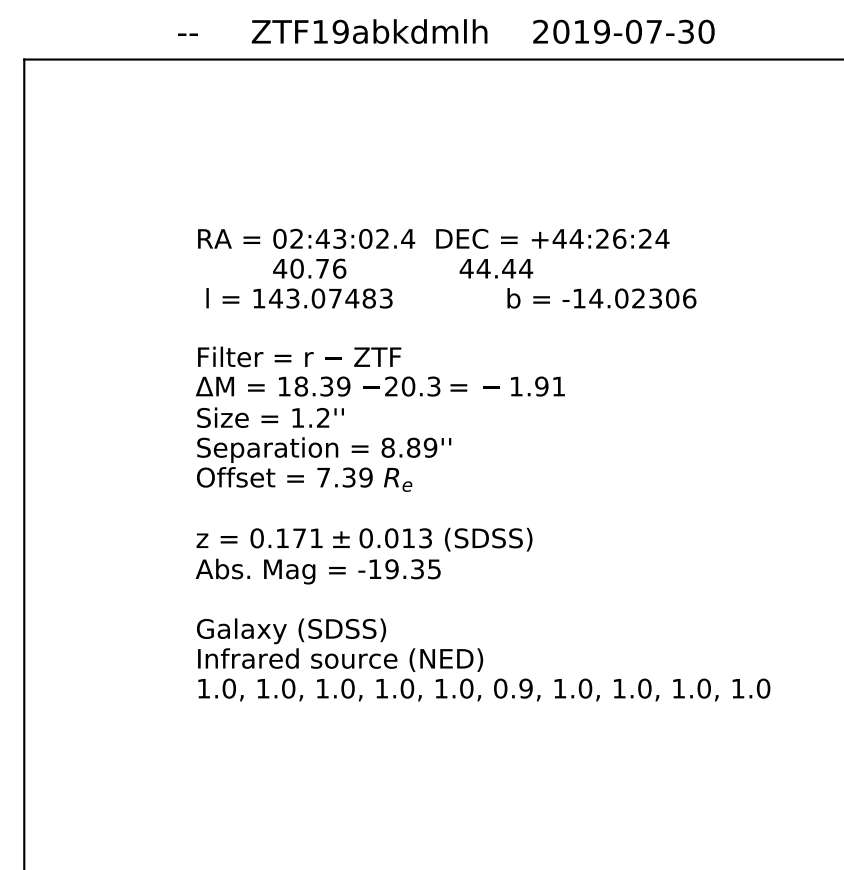 --     ZTF19abkdmlh    2019-07-30
RA = 02:43:02.4  DEC = +44:26:24
40.76               44.44
l = 143.07483              b = -14.02306
Filter = r − ZTF
ΔM = 18.39 −20.3 = − 1.91
Size = 1.2''
Separation = 8.89''
Offset = 7.39 Re
z = 0.171 ± 0.013 (SDSS)
Abs. Mag = -19.35
Galaxy (SDSS)
Infrared source (NED)
1.0, 1.0, 1.0, 1.0, 1.0, 0.9, 1.0, 1.0, 1.0, 1.0